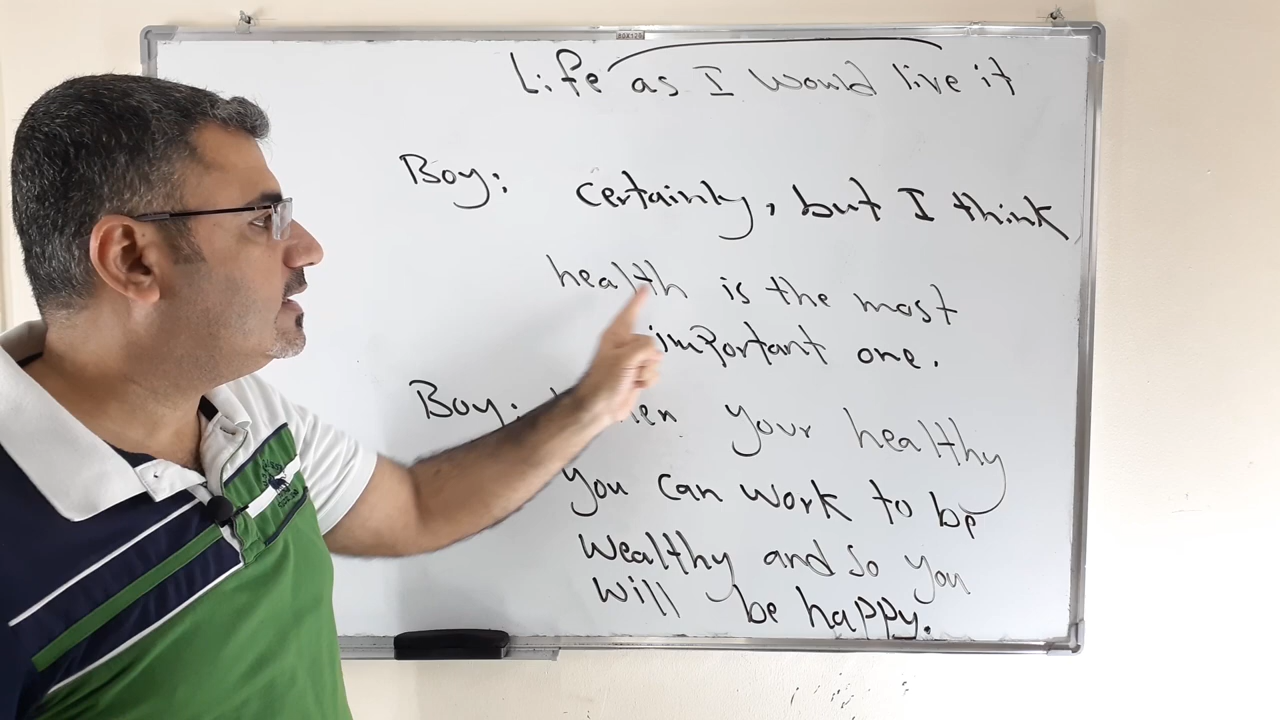 Life as I would live it
Boy: certainly, but I think
health is the most
important one.
Boy: your healthy
you can work to be
wealthy and so you
will be happy.